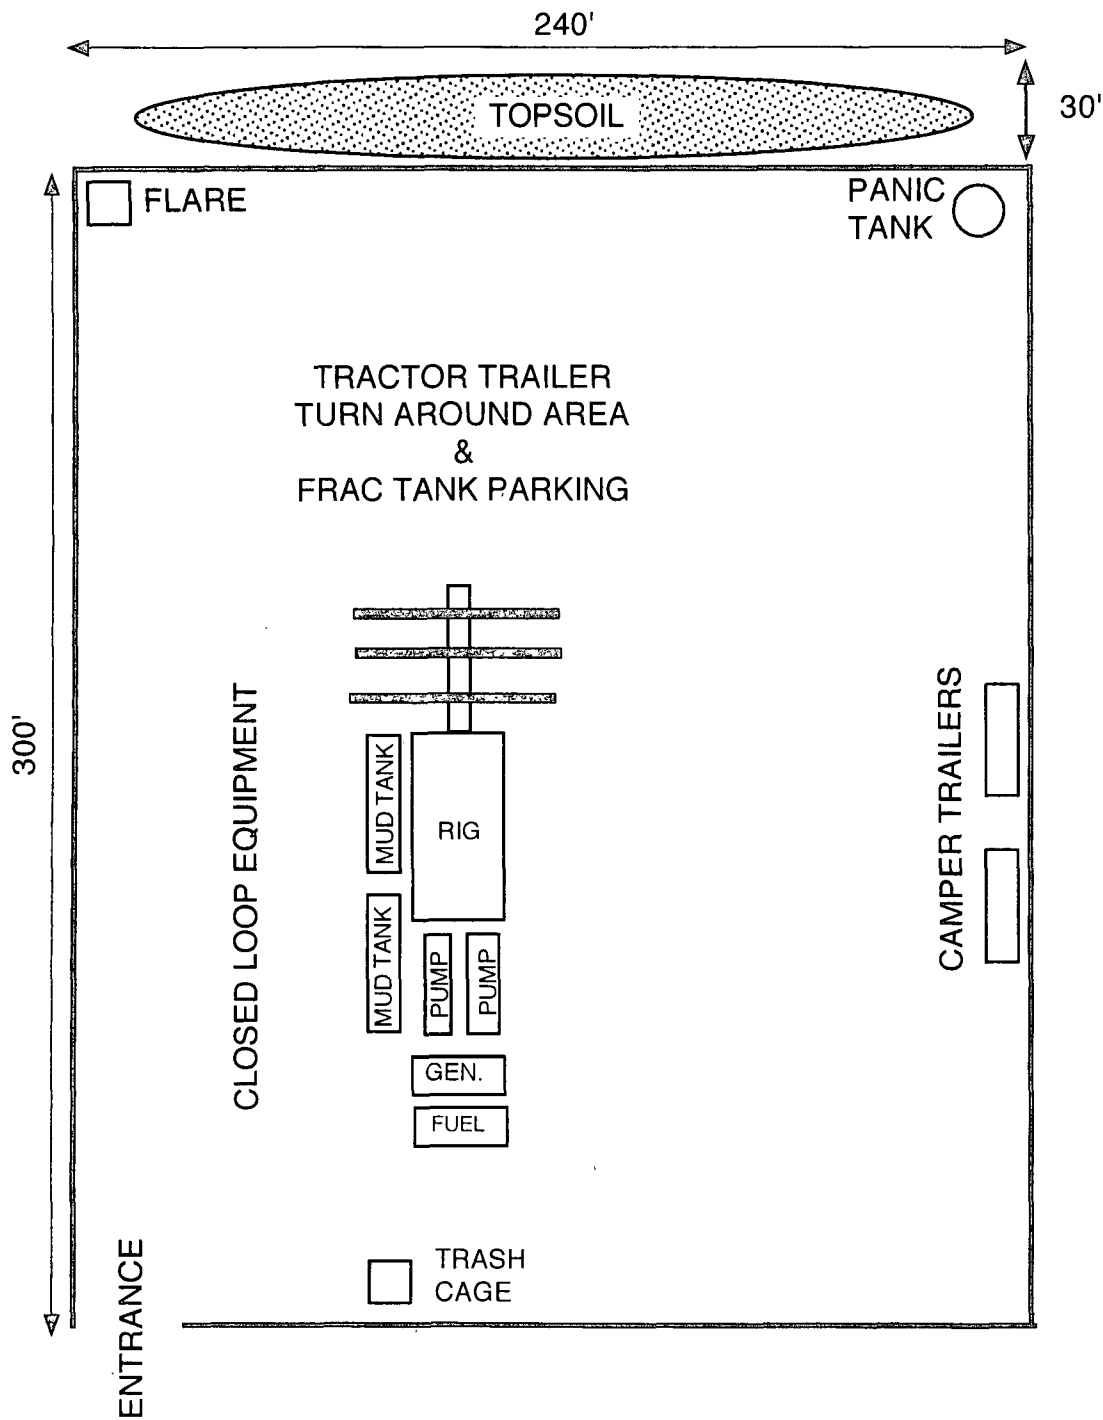 240'
TOPSOIL
30'
FLARE
PANIC
TANK
TRACTOR TRAILER
TURN AROUND AREA
&
FRAC TANK PARKING
300'
CLOSED LOOP EQUIPMENT
MUD TANK
RIG
CAMPER TRAILERS
MUD TANK
PUMP
PUMP
GEN.
FUEL
TRASH
CAGE
ENTRANCE